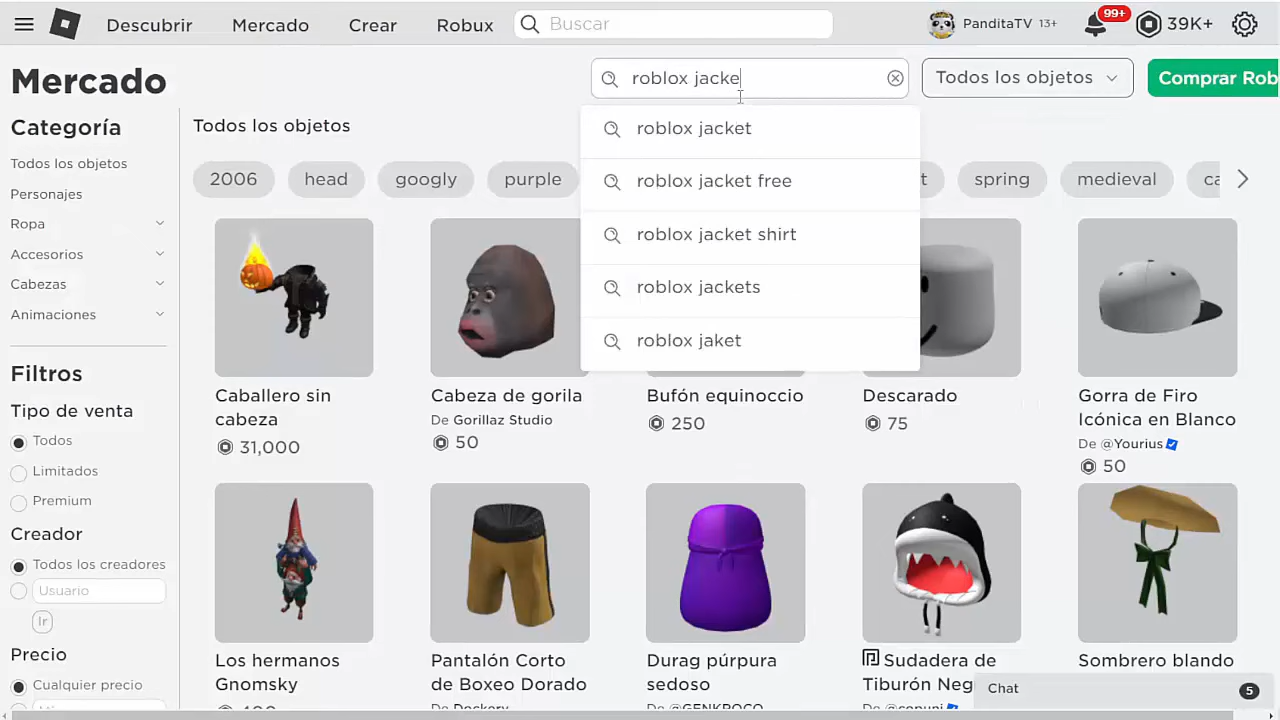 Descubrir
Mercado
Crear
Robux
Buscar
PanditaTV 13+
99+
39K+
Mercado
roblox jacke
Todos los objetos
Comprar Rob
Categoría
Todos los objetos
Personajes
Ropa
Accesorios
Cabezas
Animaciones
Filtros
Tipo de venta
Todos
Limitados
Premium
Creador
Todos los creadores
Usuario
Ir
Precio
Cualquier precio
Todos los objetos
2006
head
googly
purple
spring
medieval
roblox jacket
roblox jacket free
roblox jacket shirt
roblox jackets
roblox jaket
Caballero sin
cabeza
31,000
Cabeza de gorila
De Gorillaz Studio
50
Bufón equinoccio
250
Descarado
75
Gorra de Firo
Icónica en Blanco
De @Yourius
50
Los hermanos
Gnomsky
Pantalón Corto
de Boxeo Dorado
Durag púrpura
sedoso
Sudadera de
Tiburón Neg
Sombrero blando
Chat
5